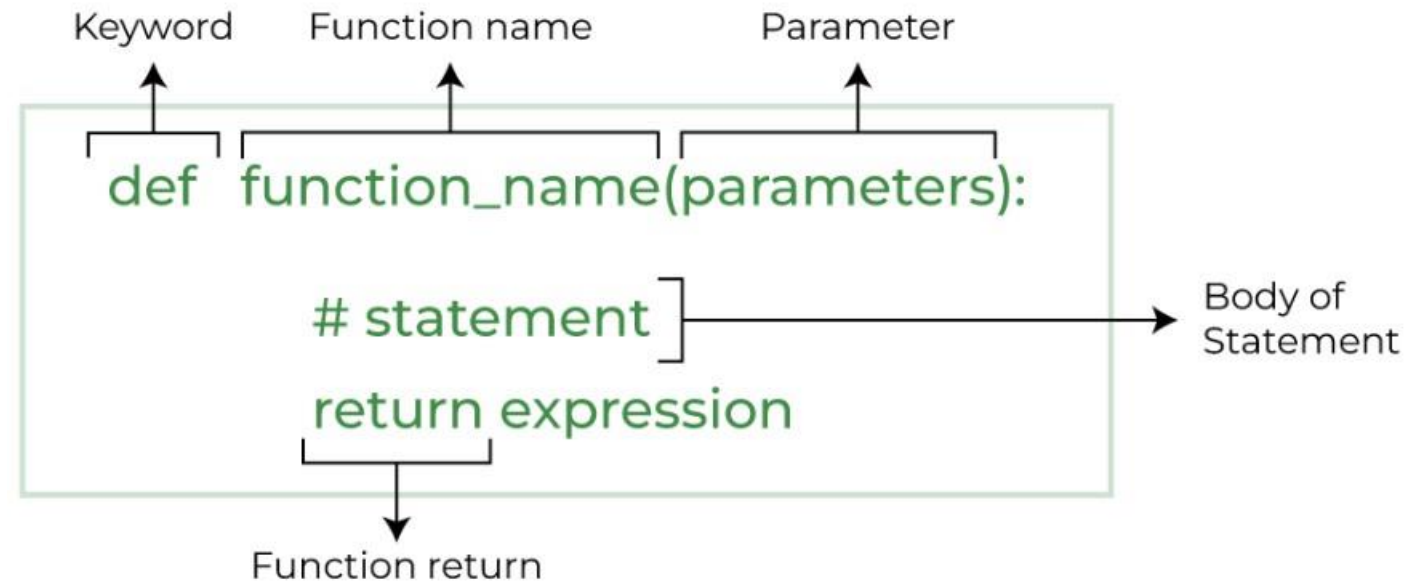 Keyword Function name Parameter
def function_name(parameters):
# statement
Body of
Statement
return expression
Function return